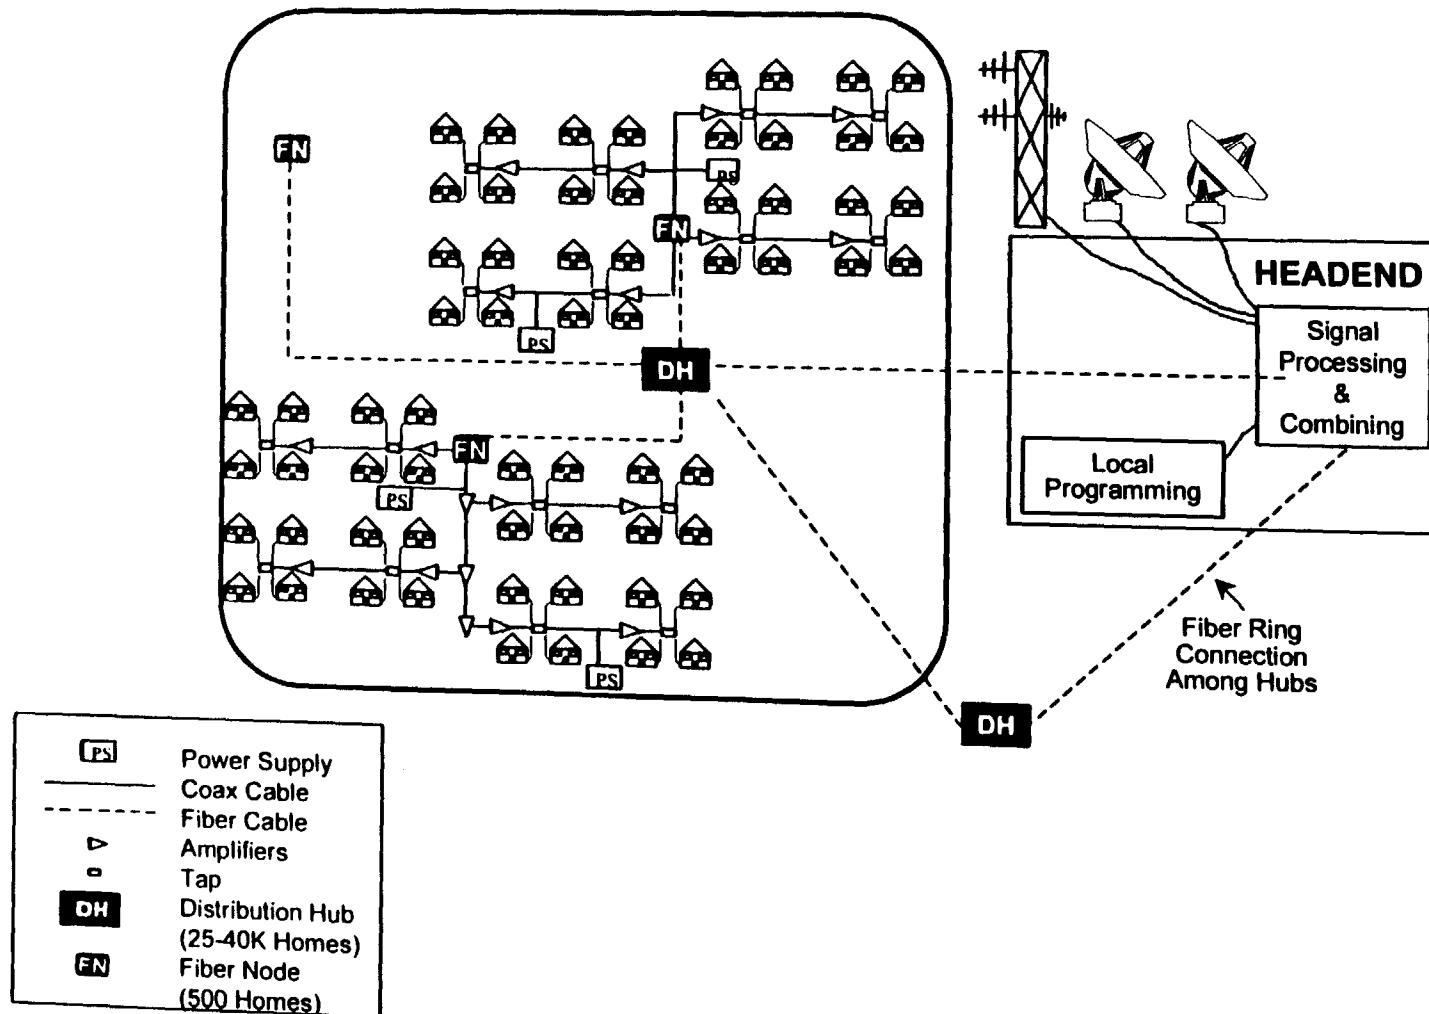 FN
PS
FN
PS
DH
FN
PS
PS
HEADEND
Signal
Processing
&
Combining
Local
Programming
Fiber Ring
Connection
Among Hubs
DH
PS Power Supply
Coax Cable
Fiber Cable
Amplifiers
Tap
DH Distribution Hub
(25-40K Homes)
FN Fiber Node
(500 Homes)